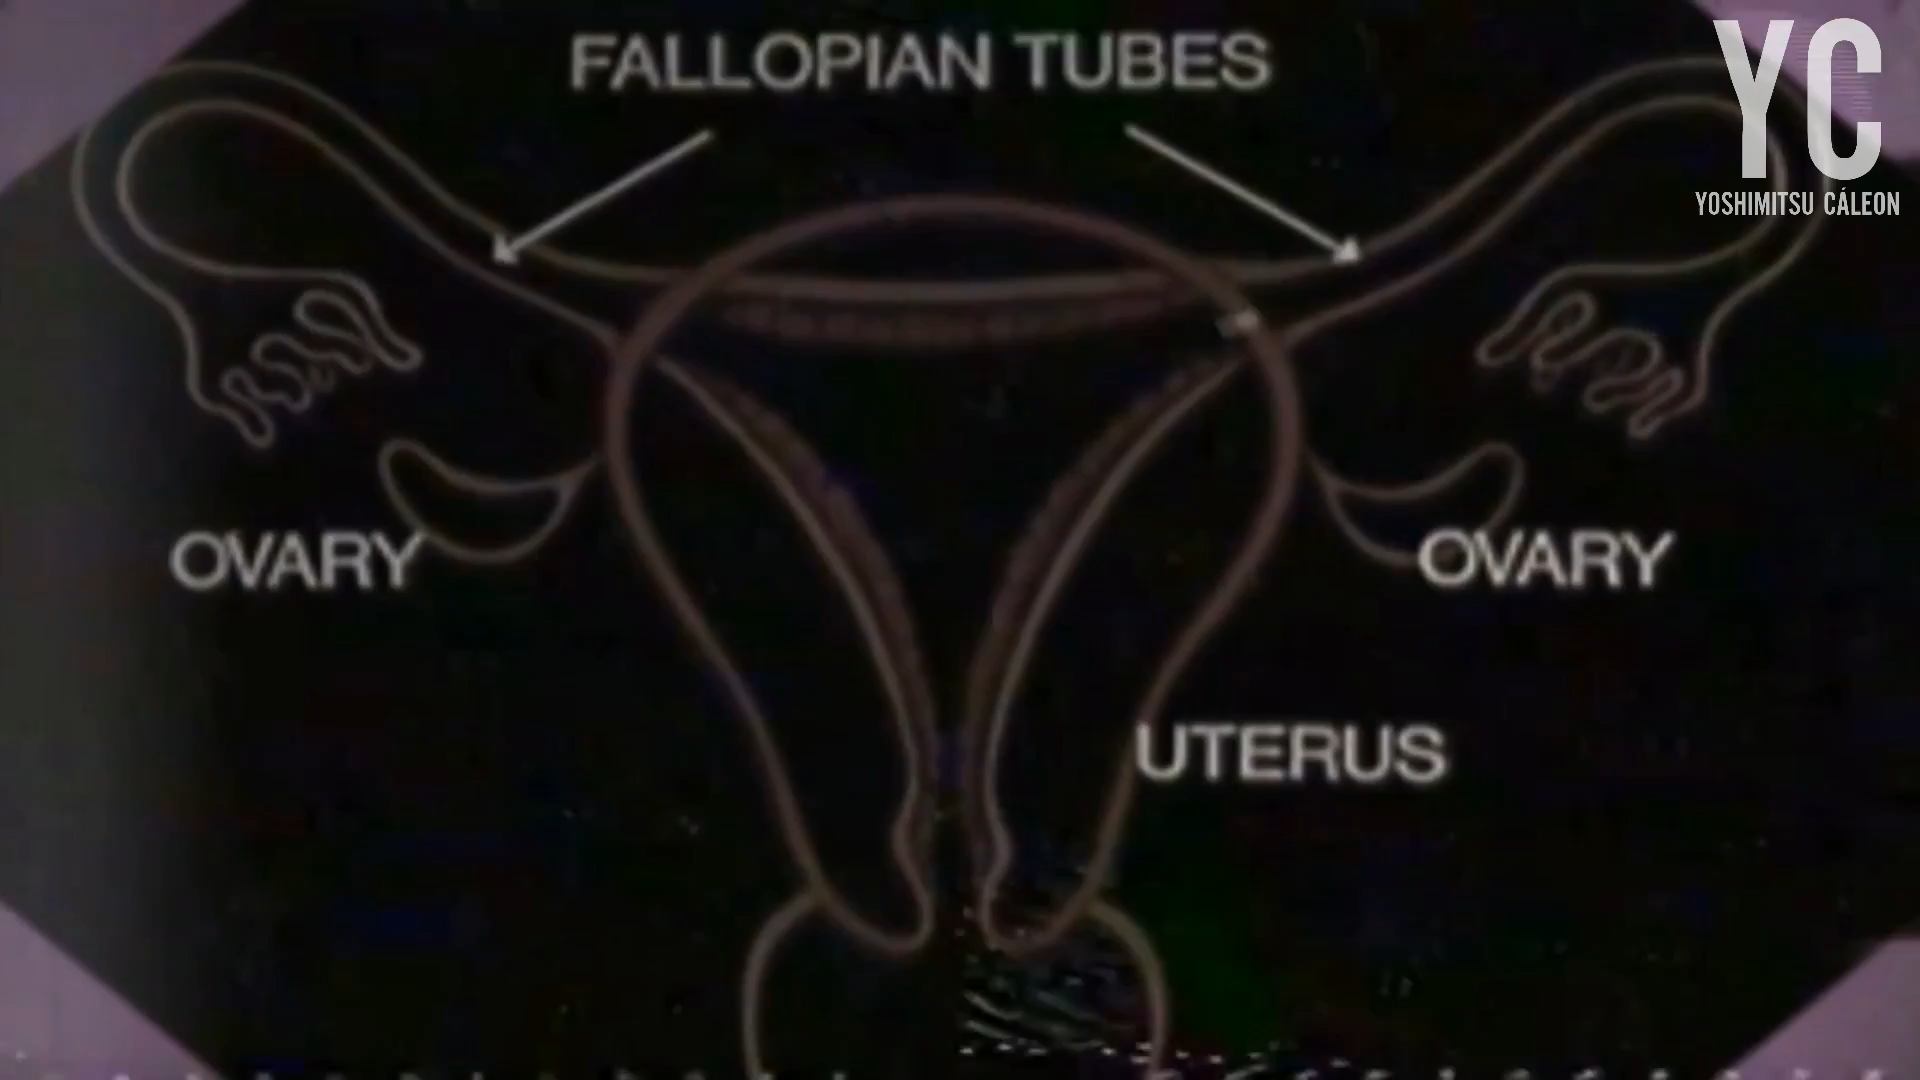 FALLOPIAN TUBES
YC
YOSHIMITSU CÁLEON
OVARY
OVARY
UTERUS